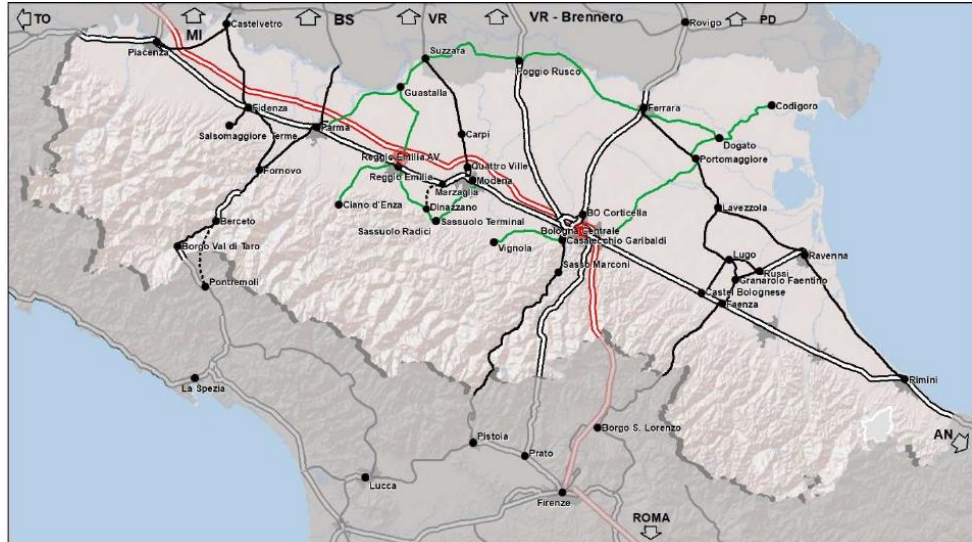 TO
MI
BS
VR
VR - Brennero
PD
Castelvetro
Rovigo
Piacenza
Suzzara
Poggio Rusco
Guastalla
Fidenza
Ferrara
Codigoro
Salsomaggiore Terme
Parma
Carpi
Dogato
Reggio Emilia AV
Portomaggiore
Fornovo
Reggio Emilia
Quattro Ville
Marzaglia
Modena
Ciano d'Enza
Dinazzano
Lavezzola
Berceto
Sassuolo Terminal
BO Corticella
Sassuolo Radici
Bologna Centrale
Borgo Val di Taro
Vignola
Casalecchio Garibaldi
Lugo
Ravenna
Sasso Marconi
Russi
Granarolo Faentino
Pontremoli
Castel Bolognese
Faenza
La Spezia
Rimini
Borgo S. Lorenzo
AN
Pistoia
Prato
Lucca
Firenze
ROMA